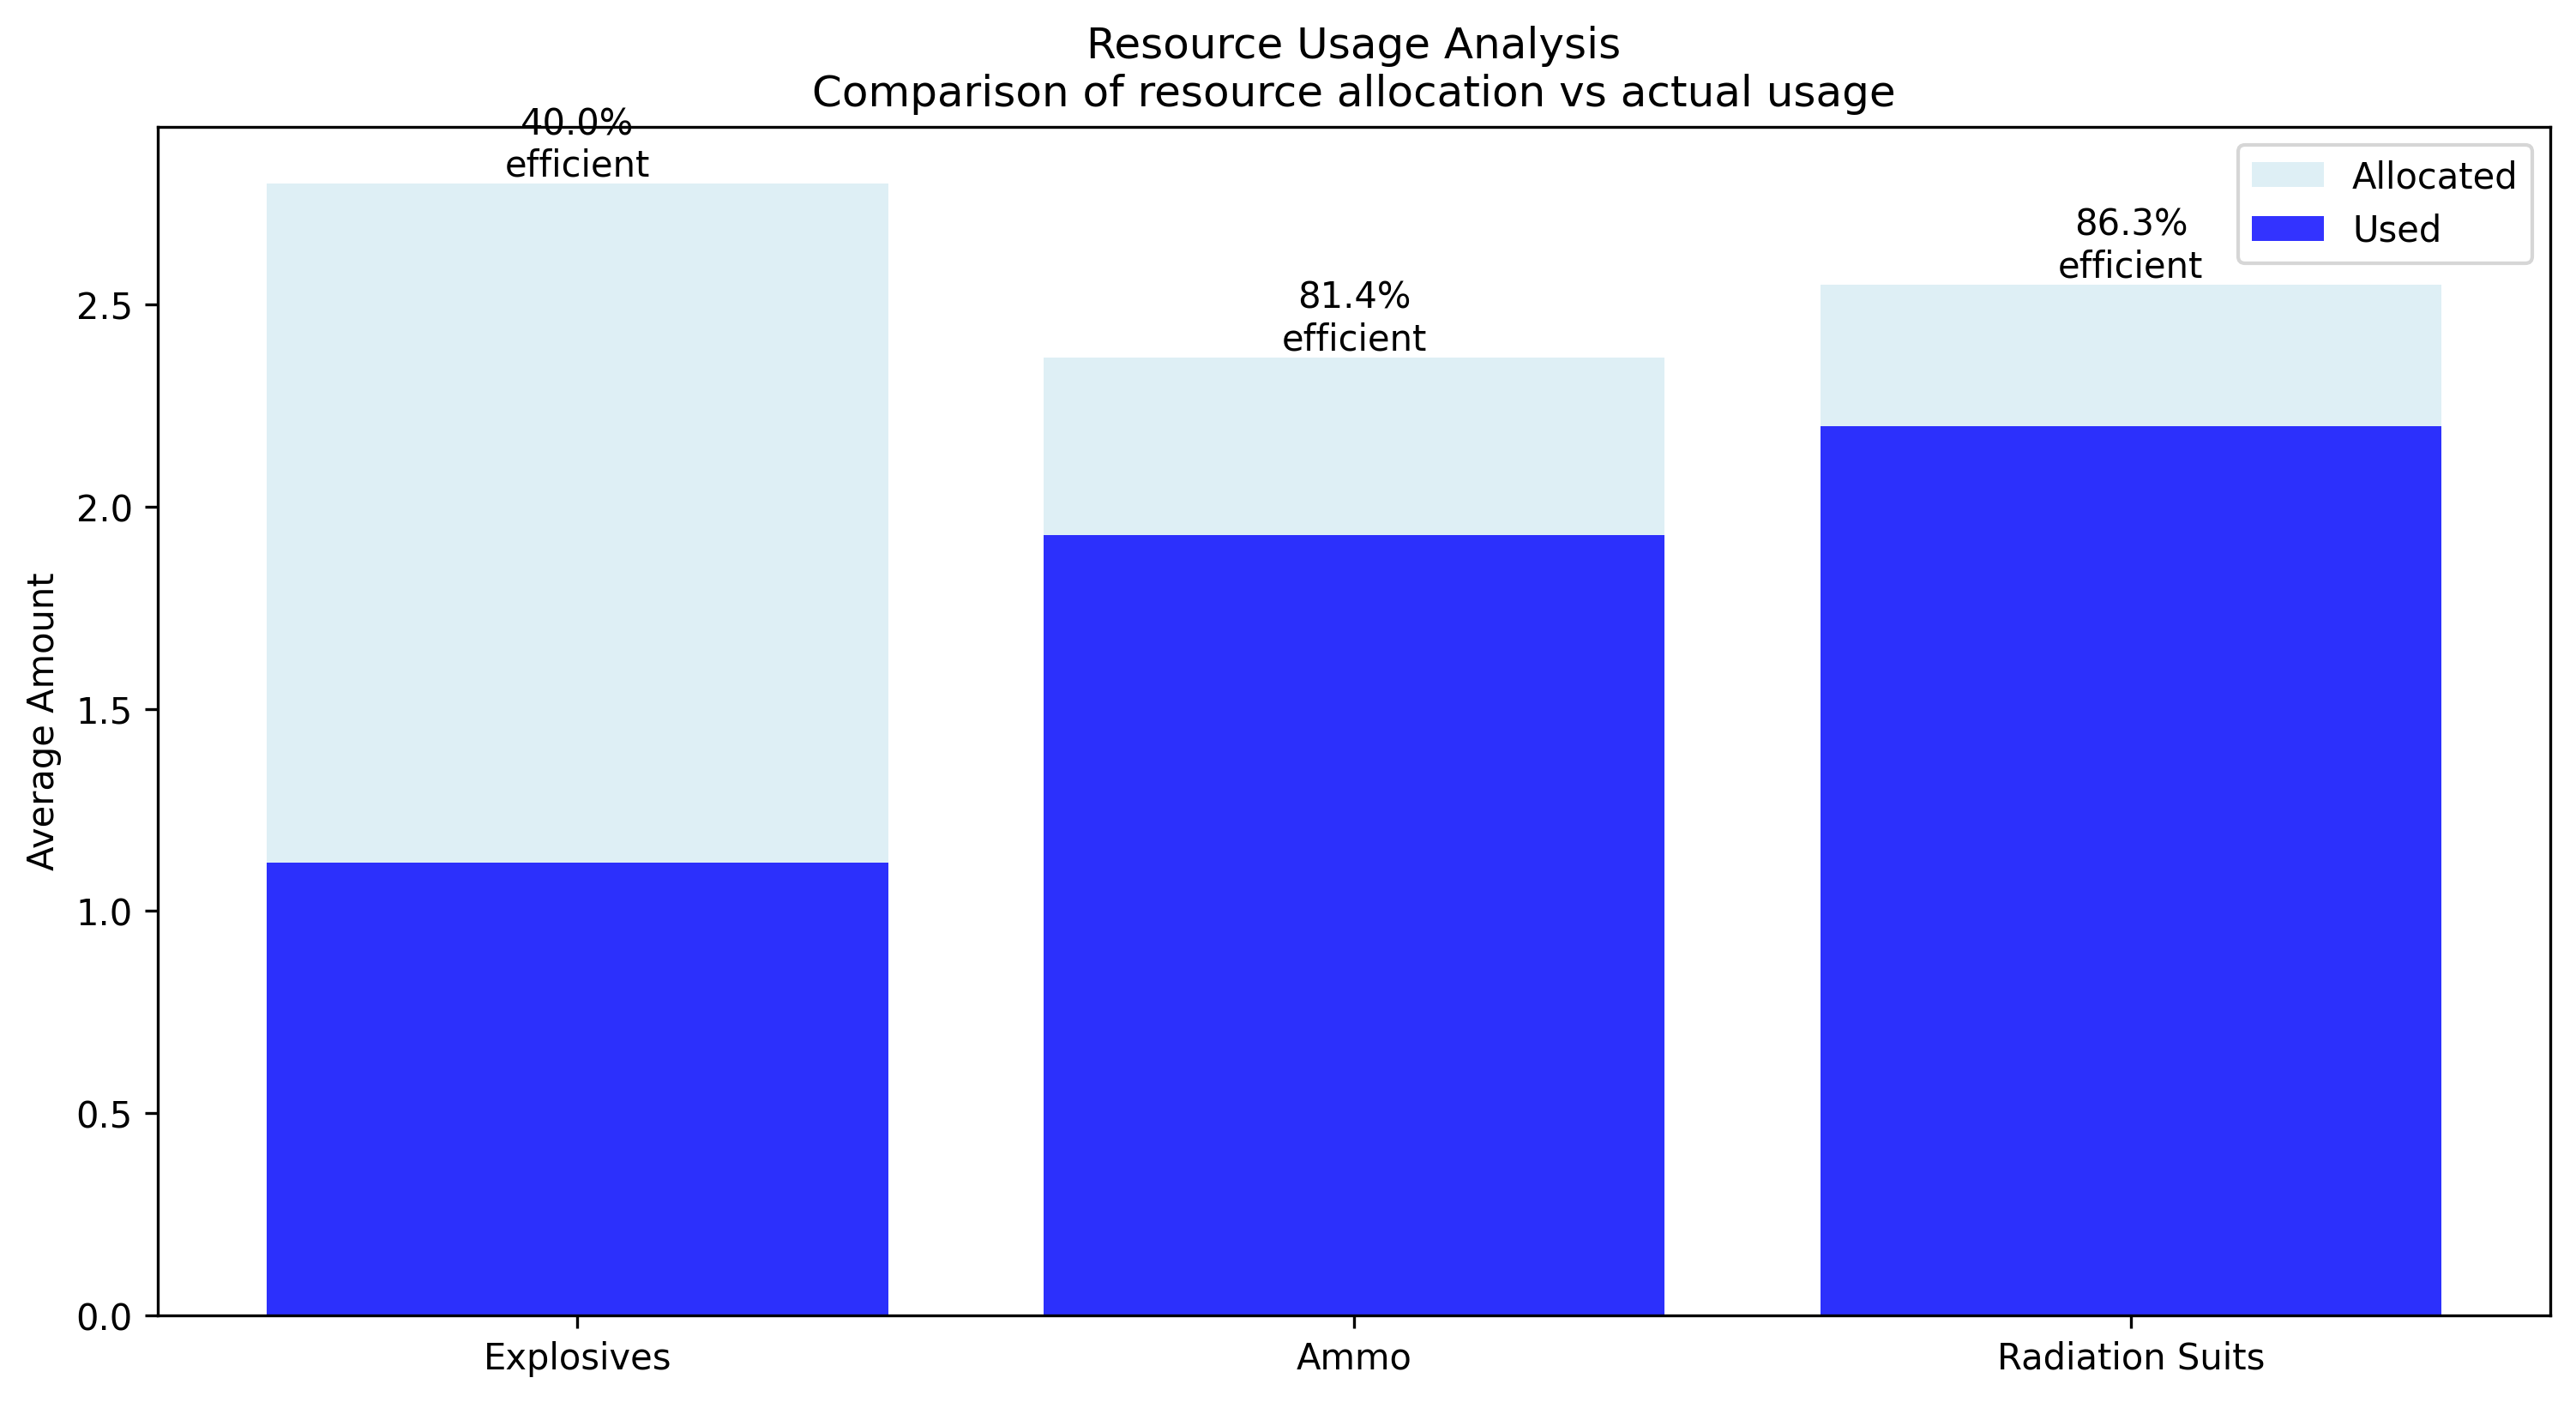 Resource Usage Analysis
Comparison of resource allocation vs actual usage
40.0%
efficient
81.4%
efficient
86.3%
efficient
Allocated
Used
Average Amount
2.5
2.0
1.5
1.0
0.5
0.0
Explosives
Ammo
Radiation Suits